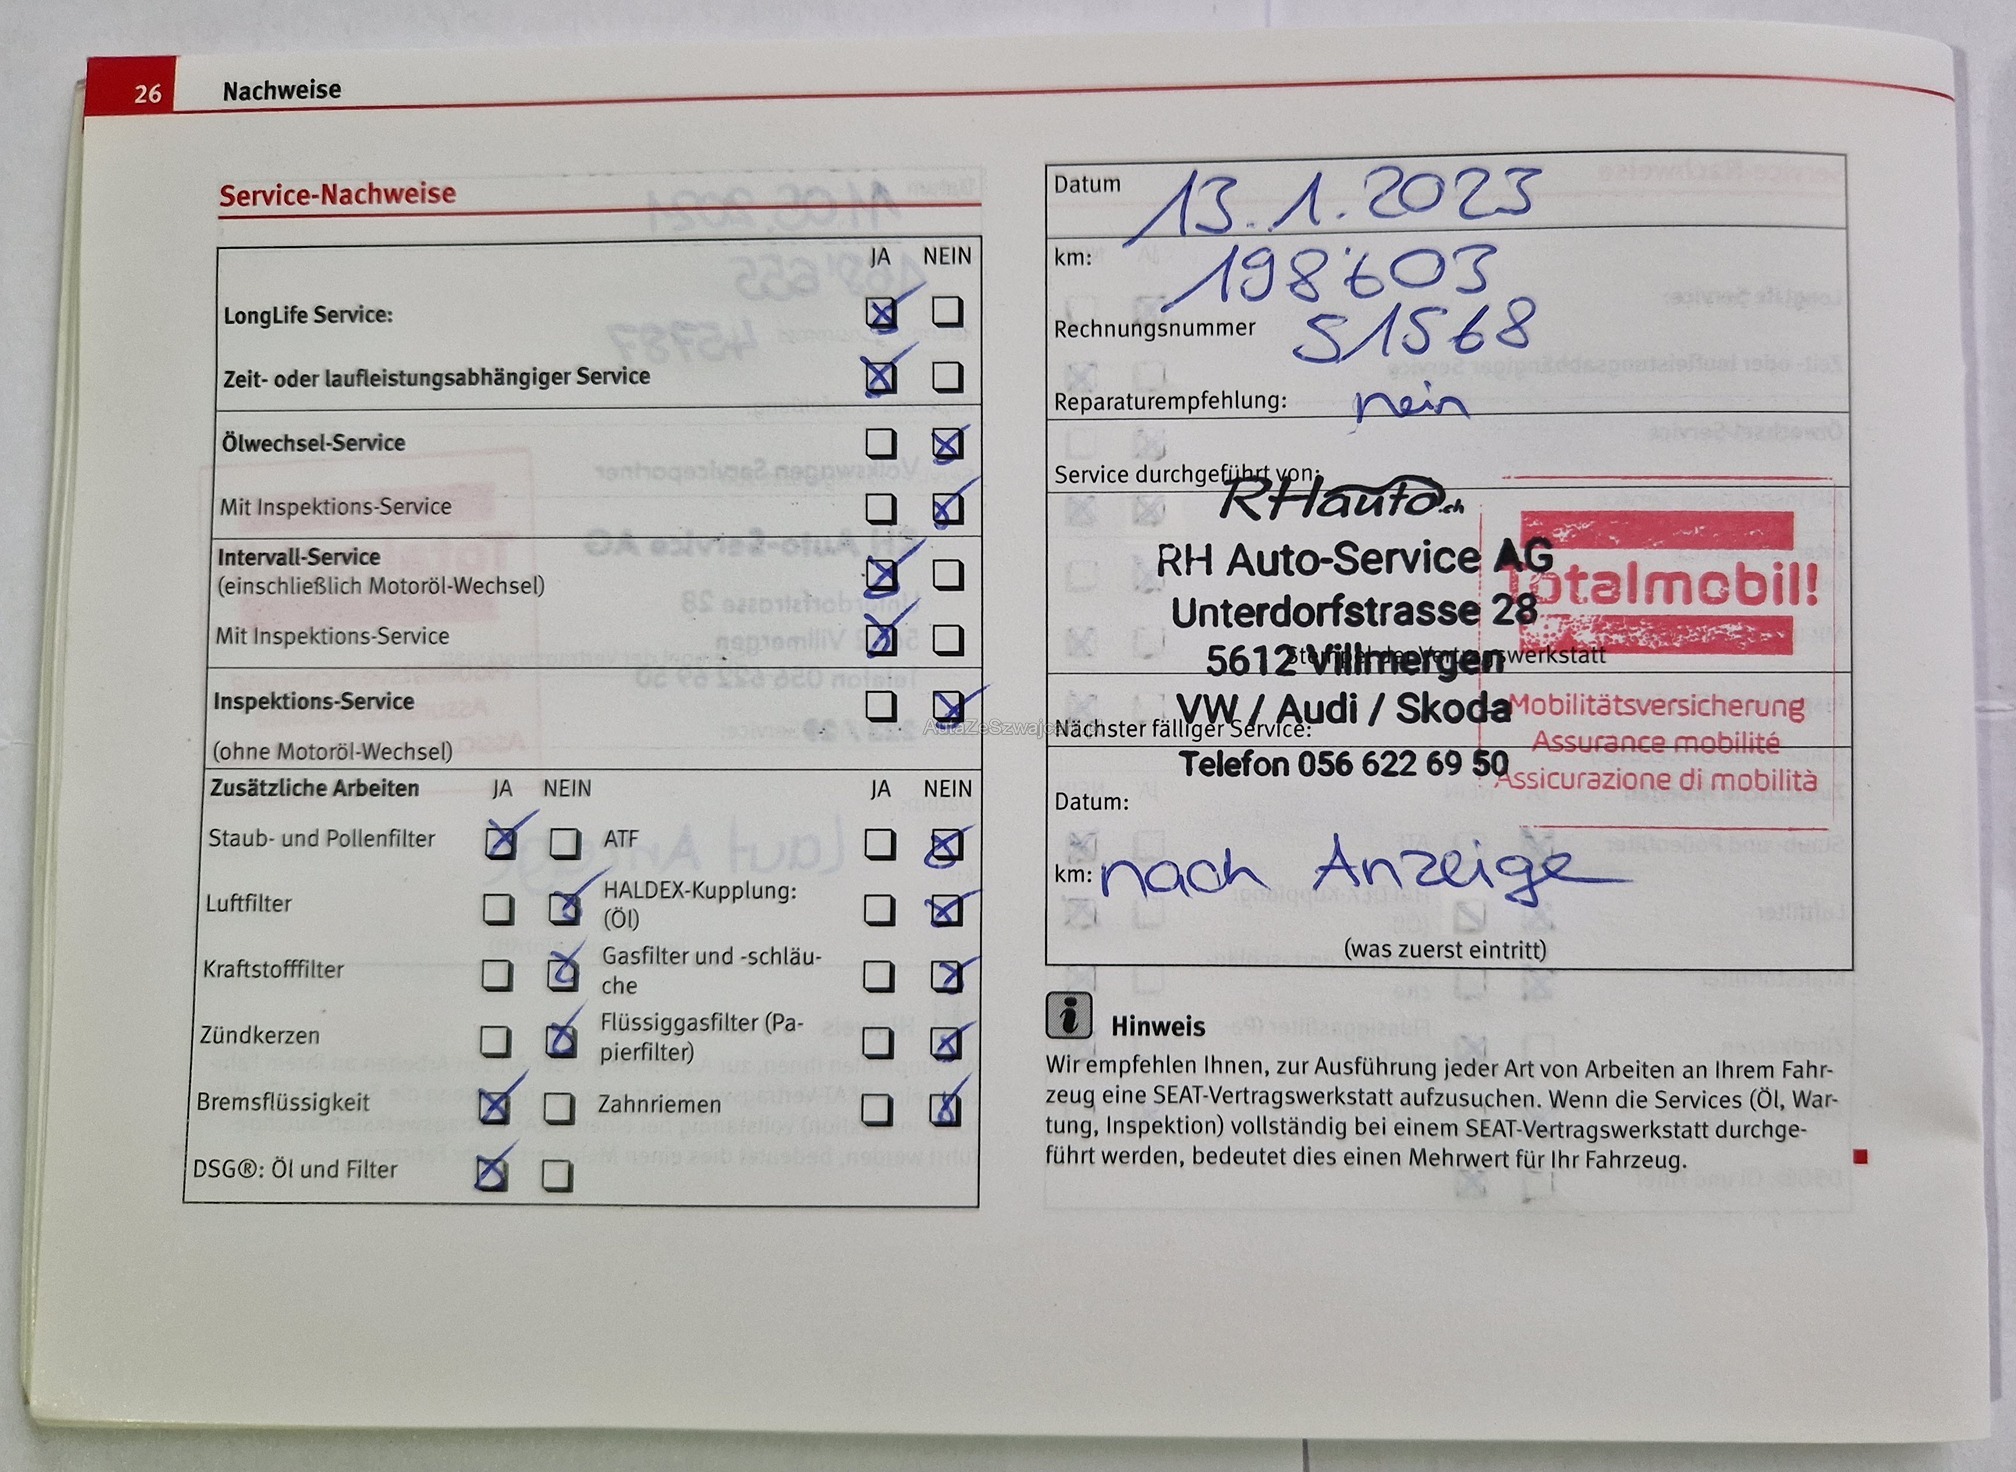 26 Nachweise
Service-Nachweise
JA NEIN
LongLife Service:
Zeit- oder laufleistungsabhängiger Service
Ölwechsel-Service
Mit Inspektions-Service
Intervall-Service
(einschließlich Motoröl-Wechsel)
Mit Inspektions-Service
Inspektions-Service
(ohne Motoröl-Wechsel)
Zusätzliche Arbeiten JA NEIN JA NEIN
Staub- und Pollenfilter ATF
Luftfilter HALDEX-Kupplung:
(Öl)
Kraftstofffilter Gasfilter und -schläu-
che
Zündkerzen Flüssiggasfilter (Pa-
pierfilter)
Bremsflüssigkeit Zahnriemen
DSG®: Öl und Filter
Datum 13.1.2023
km: 198'603
Rechnungsnummer 51568
Reparaturempfehlung: nein
Service durchgeführt von:
RHauto.ch
RH Auto-Service AG
Unterdorfstrasse 28
5612 Villmergen
VW / Audi / Skoda
Telefon 056 622 69 50
Totalmobil!
Stempel der Vertragswerkstatt
Mobilitätsversicherung
Assurance mobilité
Assicurazione di mobilità
Nächster fälliger Service:
Datum:
km: nach Anzeige
(was zuerst eintritt)
i Hinweis
Wir empfehlen Ihnen, zur Ausführung jeder Art von Arbeiten an Ihrem Fahr-
zeug eine SEAT-Vertragswerkstatt aufzusuchen. Wenn die Services (Öl, War-
tung, Inspektion) vollständig bei einem SEAT-Vertragswerkstatt durchge-
führt werden, bedeutet dies einen Mehrwert für Ihr Fahrzeug.